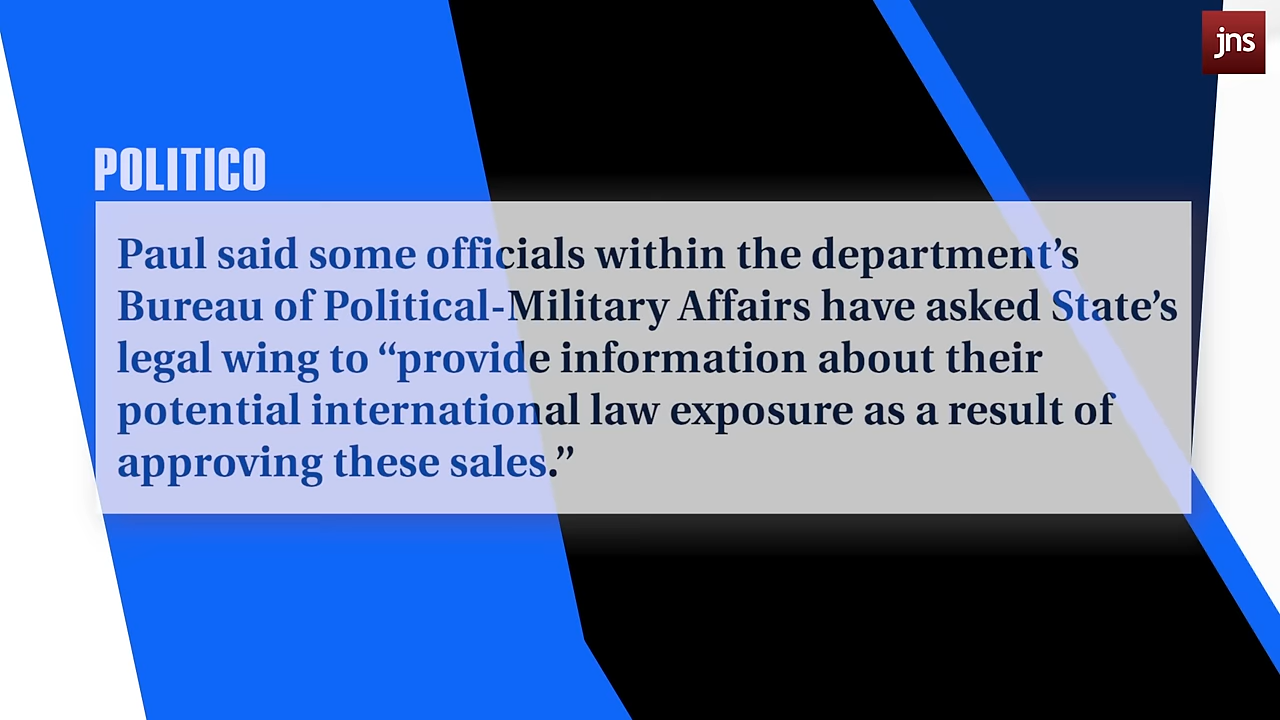 jns
POLITICO
Paul said some officials within the department’s
Bureau of Political-Military Affairs have asked State’s
legal wing to “provide information about their
potential international law exposure as a result of
approving these sales.”